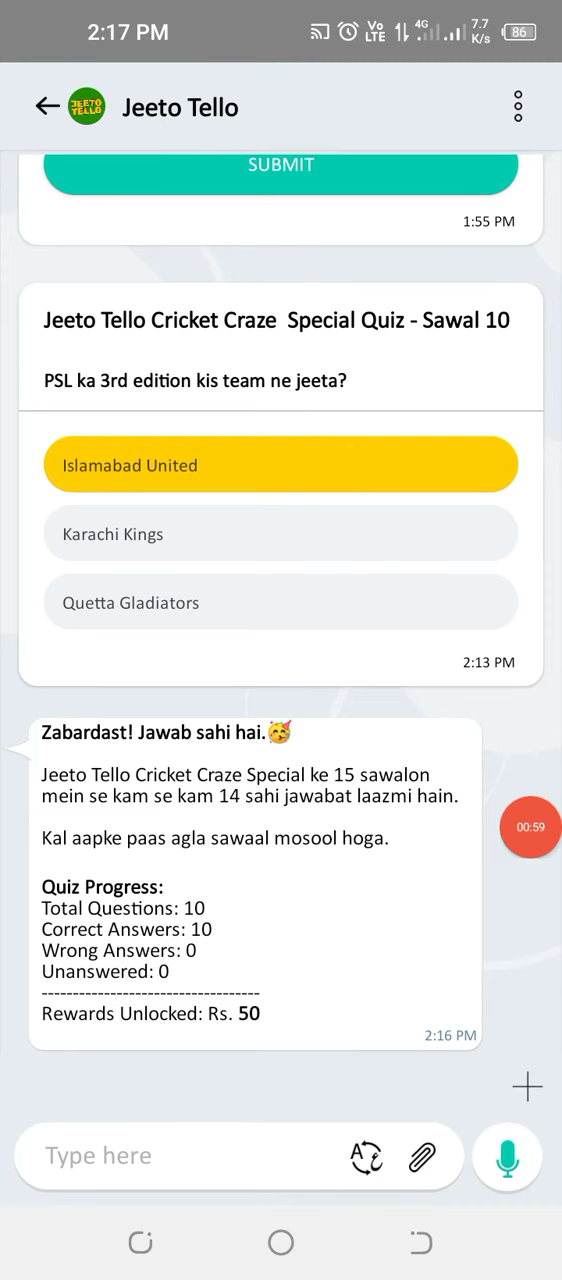 2:17 PM
Vo LTE 4G 7.7 K/s 86
JEETO TELLO
Jeeto Tello
SUBMIT
1:55 PM
Jeeto Tello Cricket Craze Special Quiz - Sawal 10
PSL ka 3rd edition kis team ne jeeta?
Islamabad United
Karachi Kings
Quetta Gladiators
2:13 PM
Zabardast! Jawab sahi hai.🥳
Jeeto Tello Cricket Craze Special ke 15 sawalon
mein se kam se kam 14 sahi jawabat laazmi hain.
Kal aapke paas agla sawaal mosool hoga.
00:59
Quiz Progress:
Total Questions: 10
Correct Answers: 10
Wrong Answers: 0
Unanswered: 0
----------------------------------
Rewards Unlocked: Rs. 50
2:16 PM
Type here
A ع